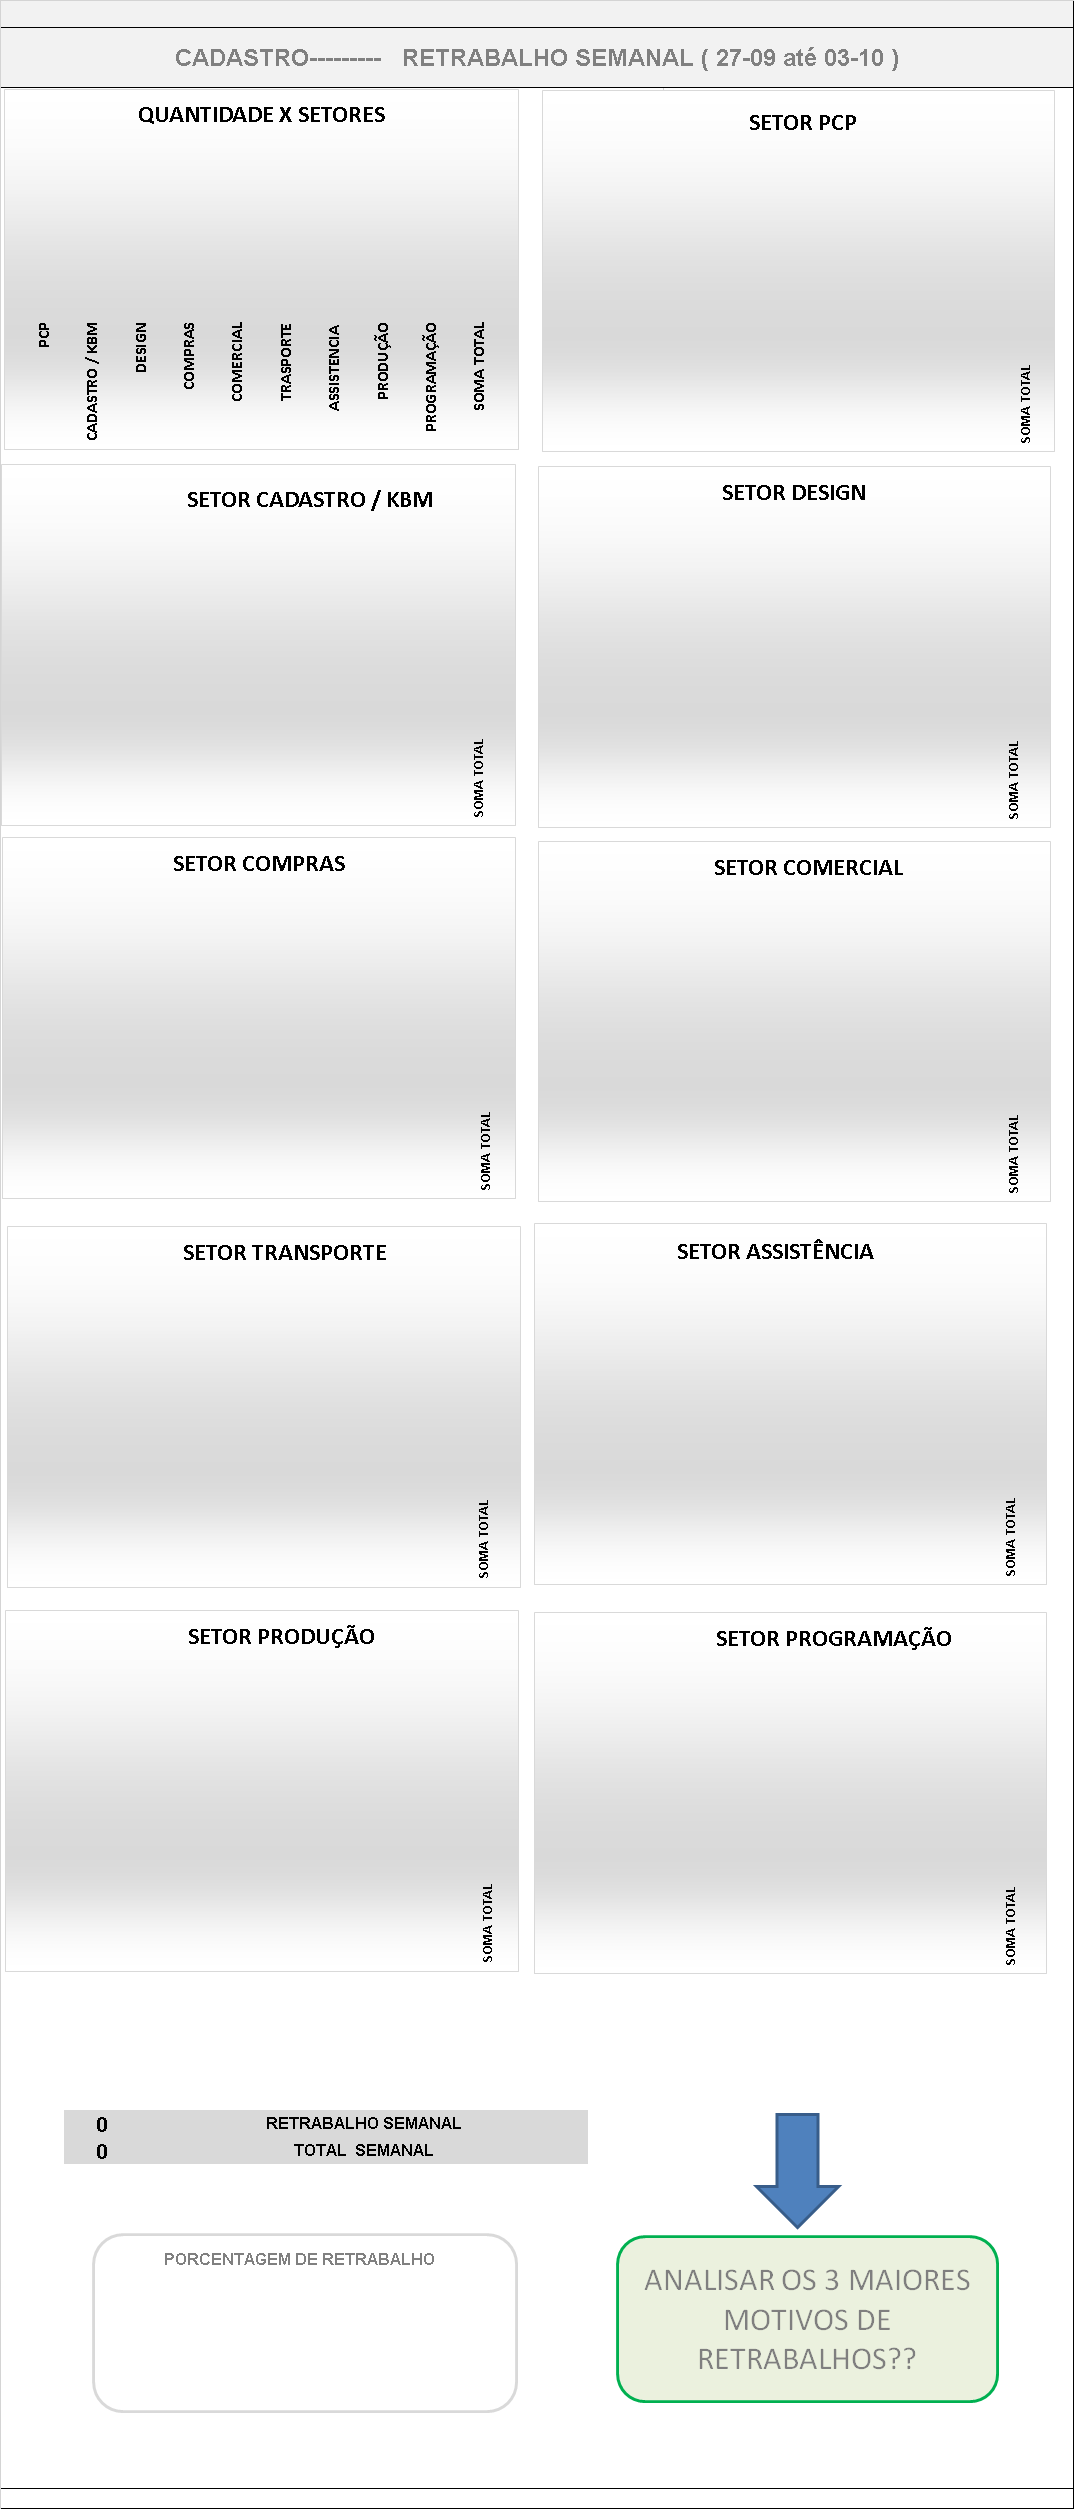 CADASTRO--------- RETRABALHO SEMANAL ( 27-09 até 03-10 )
QUANTIDADE X SETORES
PCP
CADASTRO / KBM
DESIGN
COMPRAS
COMERCIAL
TRASPORTE
ASSISTENCIA
PRODUÇÃO
PROGRAMAÇÃO
SOMA TOTAL
SETOR PCP
SOMA TOTAL
SETOR CADASTRO / KBM
SOMA TOTAL
SETOR DESIGN
SOMA TOTAL
SETOR COMPRAS
SOMA TOTAL
SETOR COMERCIAL
SOMA TOTAL
SETOR TRANSPORTE
SOMA TOTAL
SETOR ASSISTÊNCIA
SOMA TOTAL
SETOR PRODUÇÃO
SOMA TOTAL
SETOR PROGRAMAÇÃO
SOMA TOTAL
0 RETRABALHO SEMANAL
0 TOTAL SEMANAL
PORCENTAGEM DE RETRABALHO
ANALISAR OS 3 MAIORES
MOTIVOS DE
RETRABALHOS??